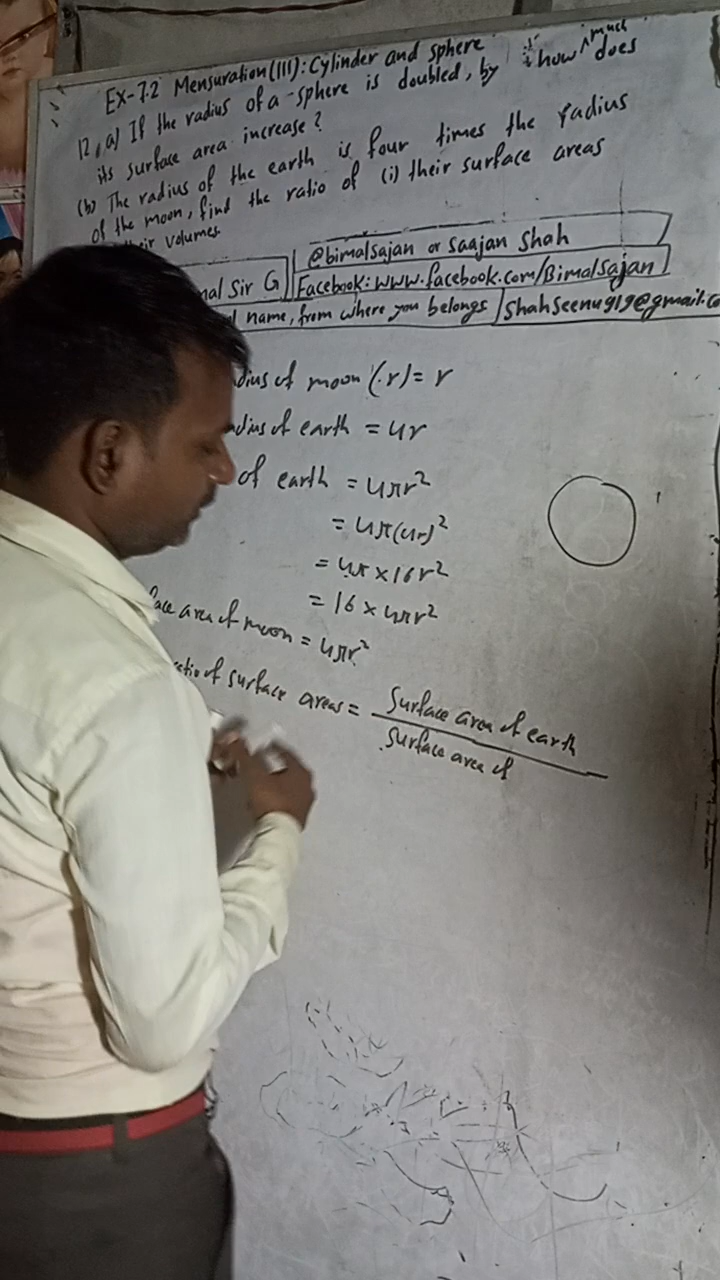 Ex-7.2 Mensuration (III): Cylinder and sphere
12, a) If the radius of a sphere is doubled, by how much does
its surface area increase?
(b) The radius of the earth is four times the radius
of the moon, find the ratio of (i) their surface areas
their volumes
@bimalsajan or Saajan Shah
mal Sir G
Facebook: www.facebook.com/Bimalsajan
name, from where you belongs
Shahseenu919@gmail.co
dius of moon (r) = r
dius of earth = 4r
of earth = 4πr²
= 4π(4r)²
= 4π × 16r²
= 16 × 4πr²
face area of moon = 4πr²
atio of surface areas = Surface area of earth
Surface area of